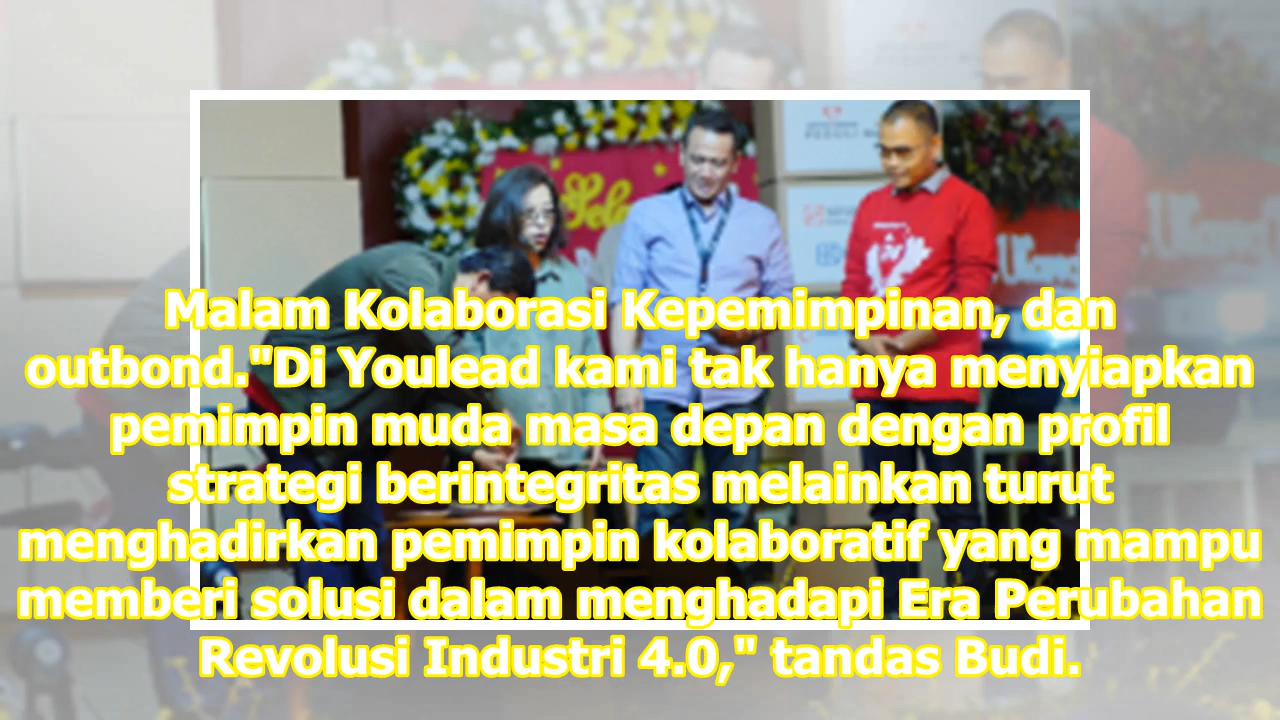 Sela
PEDULI
Malam Kolaborasi Kepemimpinan, dan
outbond."Di Youlead kami tak hanya menyiapkan
pemimpin muda masa depan dengan profil
strategi berintegritas melainkan turut
menghadirkan pemimpin kolaboratif yang mampu
memberi solusi dalam menghadapi Era Perubahan
Revolusi Industri 4.0," tandas Budi.